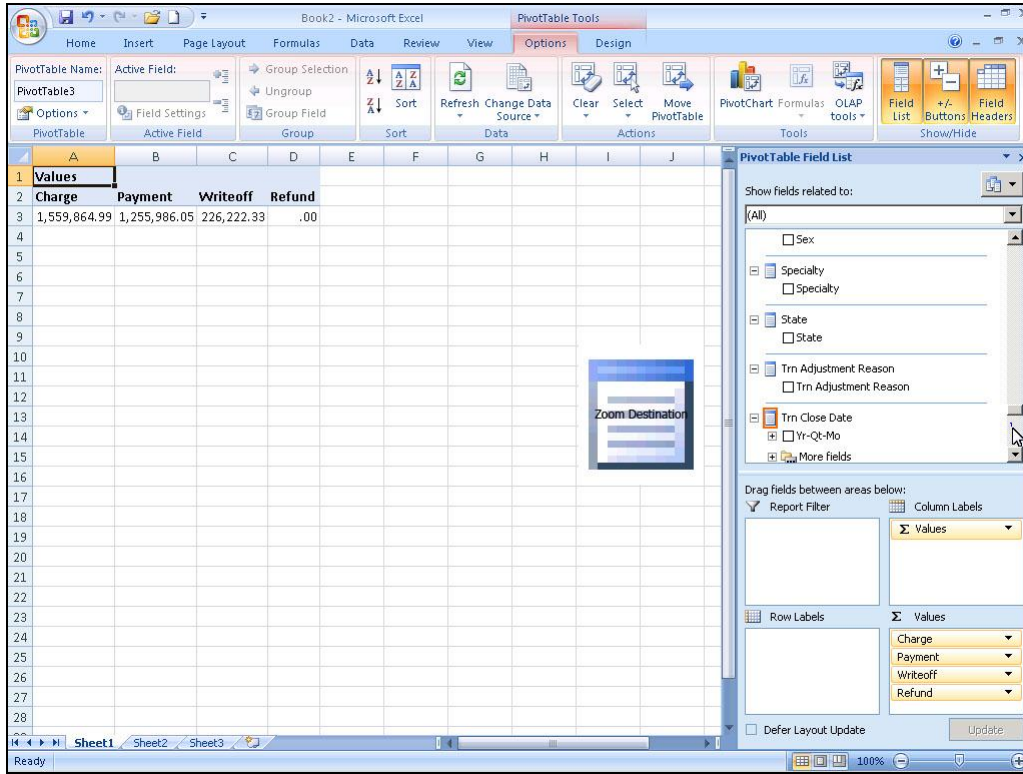 Book2 - Microsoft Excel
PivotTable Tools
Home Insert Page Layout Formulas Data Review View Options Design
PivotTable Name:
PivotTable3
Options
PivotTable
Active Field:
Field Settings
Active Field
Group Selection
Ungroup
Group Field
Group
Sort
Sort
Refresh
Change Data Source
Data
Clear
Select
Move PivotTable
Actions
PivotChart
Formulas
OLAP tools
Tools
Field List
+/- Buttons
Field Headers
Show/Hide
A B C D E F G H I J
1 Values
2 Charge Payment Writeoff Refund
3 1,559,864.99 1,255,986.05 226,222.33 .00
4
5
6
7
8
9
10
11
12
13
14
15
16
17
18
19
20
21
22
23
24
25
26
27
28
Zoom Destination
PivotTable Field List
Show fields related to:
(All)
Sex
Specialty
Specialty
State
State
Trn Adjustment Reason
Trn Adjustment Reason
Trn Close Date
Yr-Qt-Mo
More fields
Drag fields between areas below:
Report Filter
Column Labels
Σ Values
Row Labels
Σ Values
Charge
Payment
Writeoff
Refund
Defer Layout Update
Update
Sheet1 Sheet2 Sheet3
Ready
100%